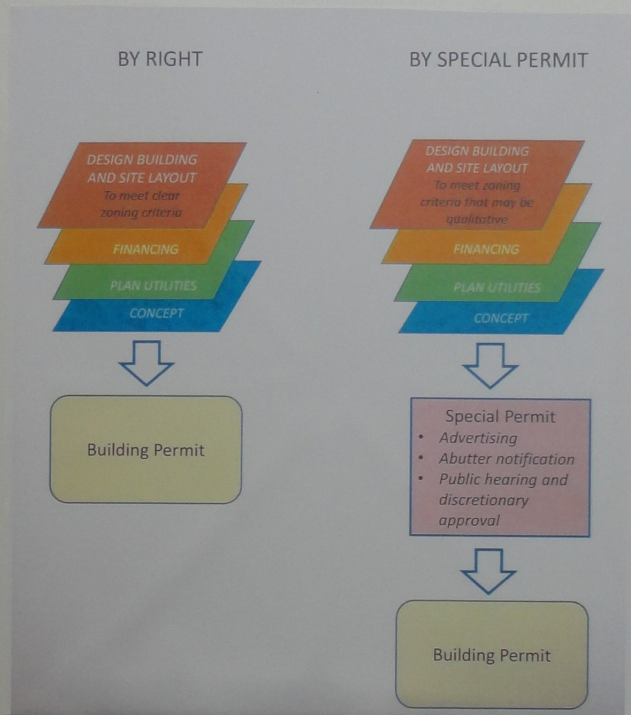 BY RIGHT
DESIGN BUILDING
AND SITE LAYOUT
To meet clear
zoning criteria
FINANCING
PLAN UTILITIES
CONCEPT
Building Permit
BY SPECIAL PERMIT
DESIGN BUILDING
AND SITE LAYOUT
To meet zoning
criteria that may be
qualitative
FINANCING
PLAN UTILITIES
CONCEPT
Special Permit
• Advertising
• Abutter notification
• Public hearing and
discretionary
approval
Building Permit